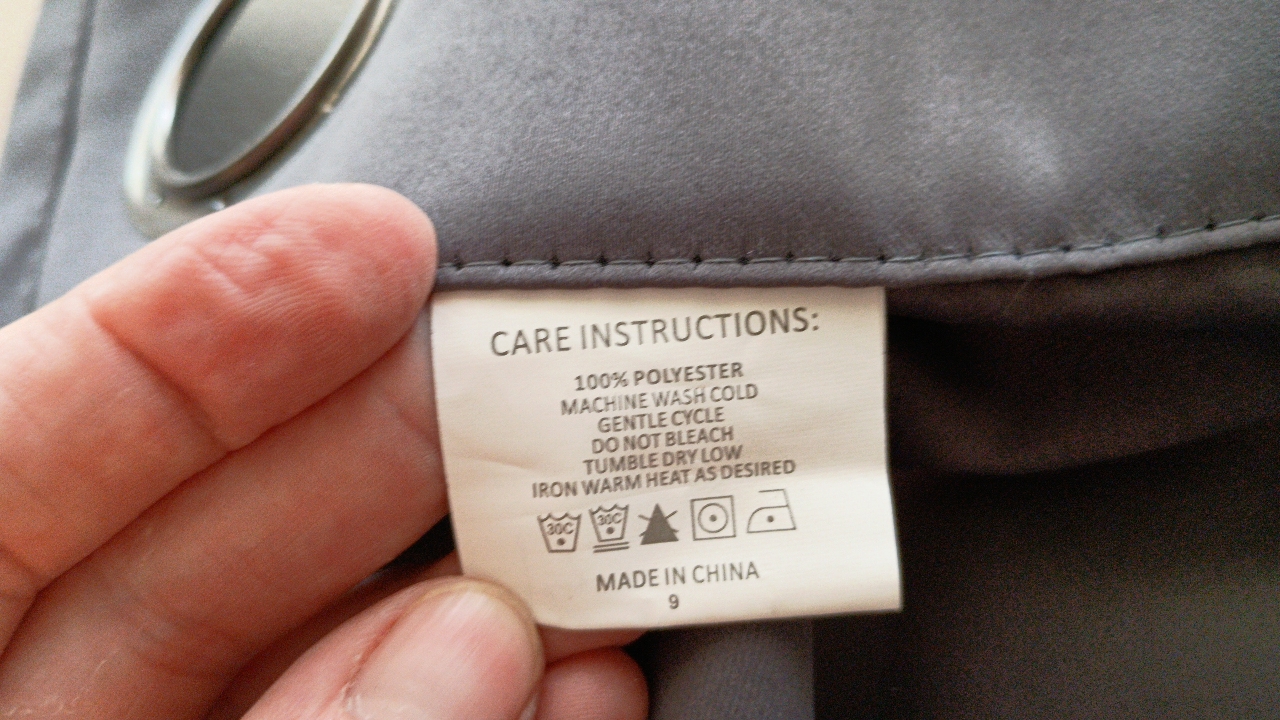 CARE INSTRUCTIONS:
100% POLYESTER
MACHINE WASH COLD
GENTLE CYCLE
DO NOT BLEACH
TUMBLE DRY LOW
IRON WARM HEAT AS DESIRED
30C 30C
MADE IN CHINA
9